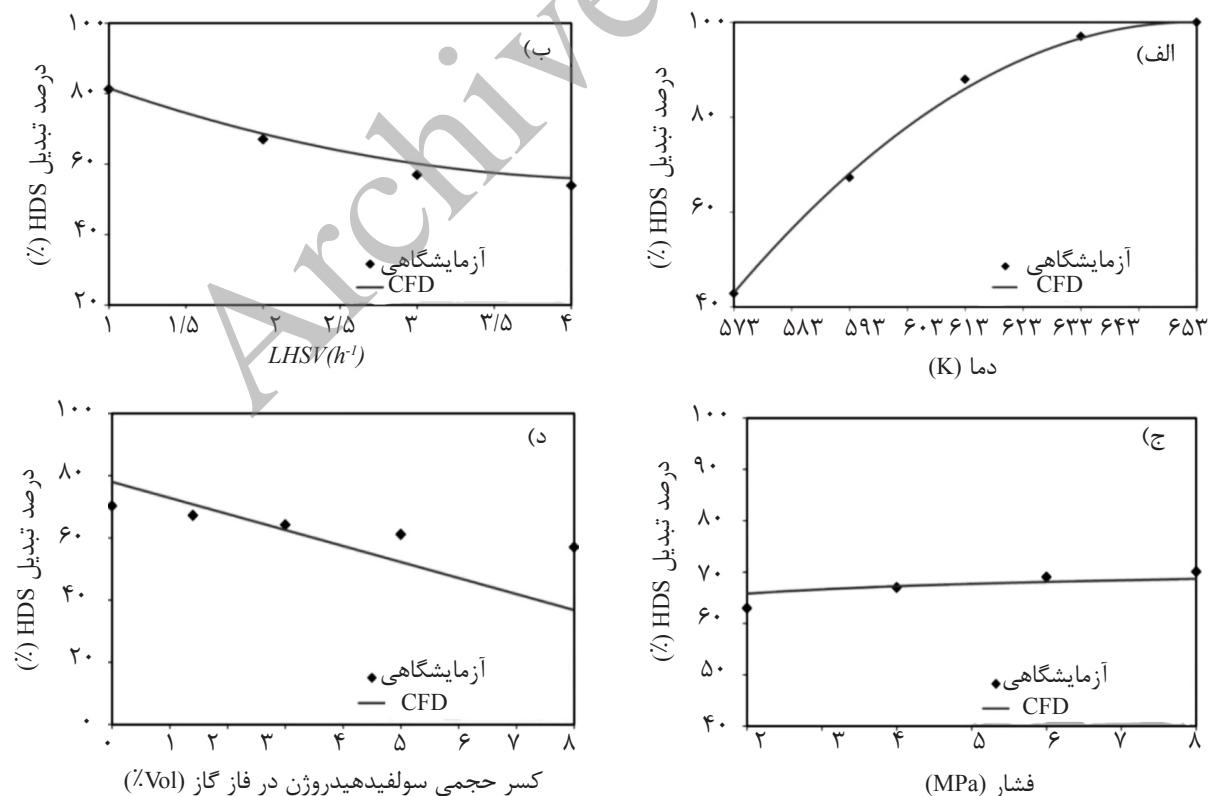 الف)
درصد تبدیل HDS (٪)
۱۰۰
۸۰
۶۰
۴۰
آزمایشگاهی
CFD
۵۷۳ ۵۸۳ ۵۹۳ ۶۰۳ ۶۱۳ ۶۲۳ ۶۳۳ ۶۴۳ ۶۵۳
دما (K)
ب)
درصد تبدیل HDS (٪)
۱۰۰
۸۰
۶۰
۴۰
۲۰
آزمایشگاهی
CFD
۱ ۱/۵ ۲ ۲/۵ ۳ ۳/۵ ۴
LHSV(h⁻¹)
ج)
درصد تبدیل HDS (٪)
۱۰۰
۹۰
۸۰
۷۰
۶۰
۵۰
۴۰
آزمایشگاهی
CFD
۲ ۳ ۴ ۵ ۶ ۷ ۸
فشار (MPa)
د)
درصد تبدیل HDS (٪)
۱۰۰
۸۰
۶۰
۴۰
۲۰
۰
آزمایشگاهی
CFD
۰ ۱ ۲ ۳ ۴ ۵ ۶ ۷ ۸
کسر حجمی سولفیدهیدروژن در فاز گاز (٪Vol)
Archive